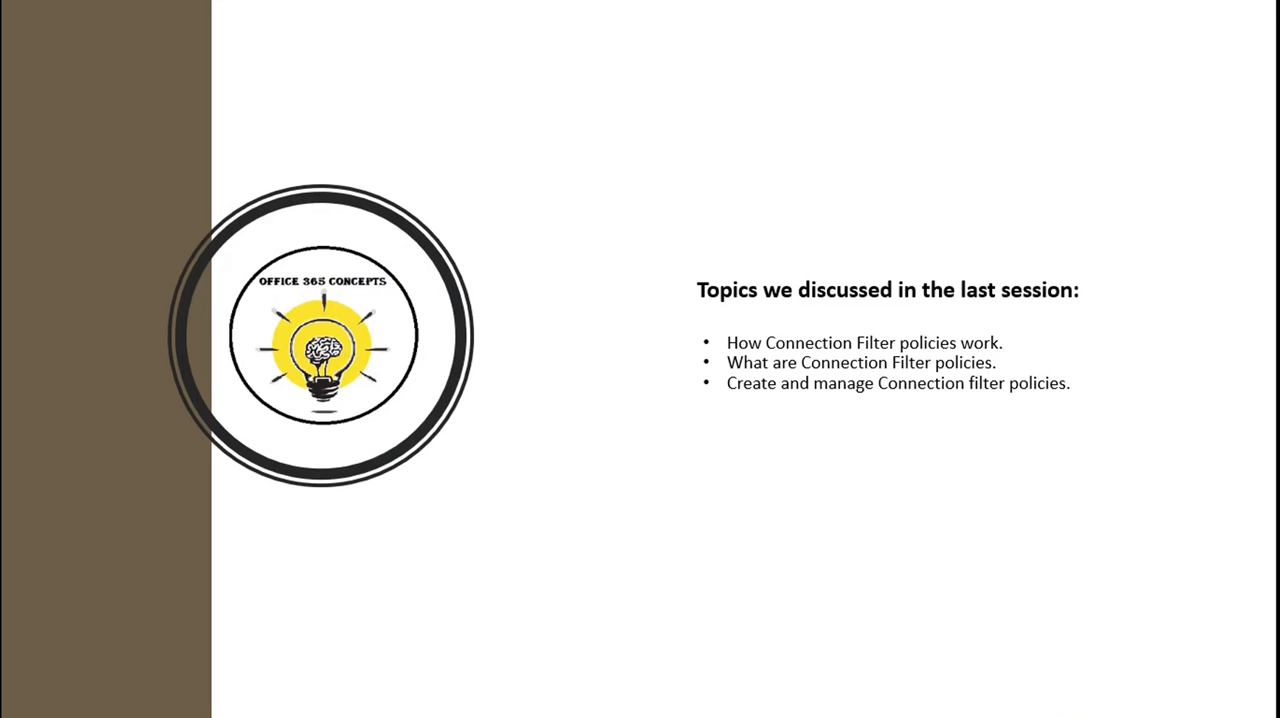 OFFICE 365 CONCEPTS
Topics we discussed in the last session:
• How Connection Filter policies work.
• What are Connection Filter policies.
• Create and manage Connection filter policies.